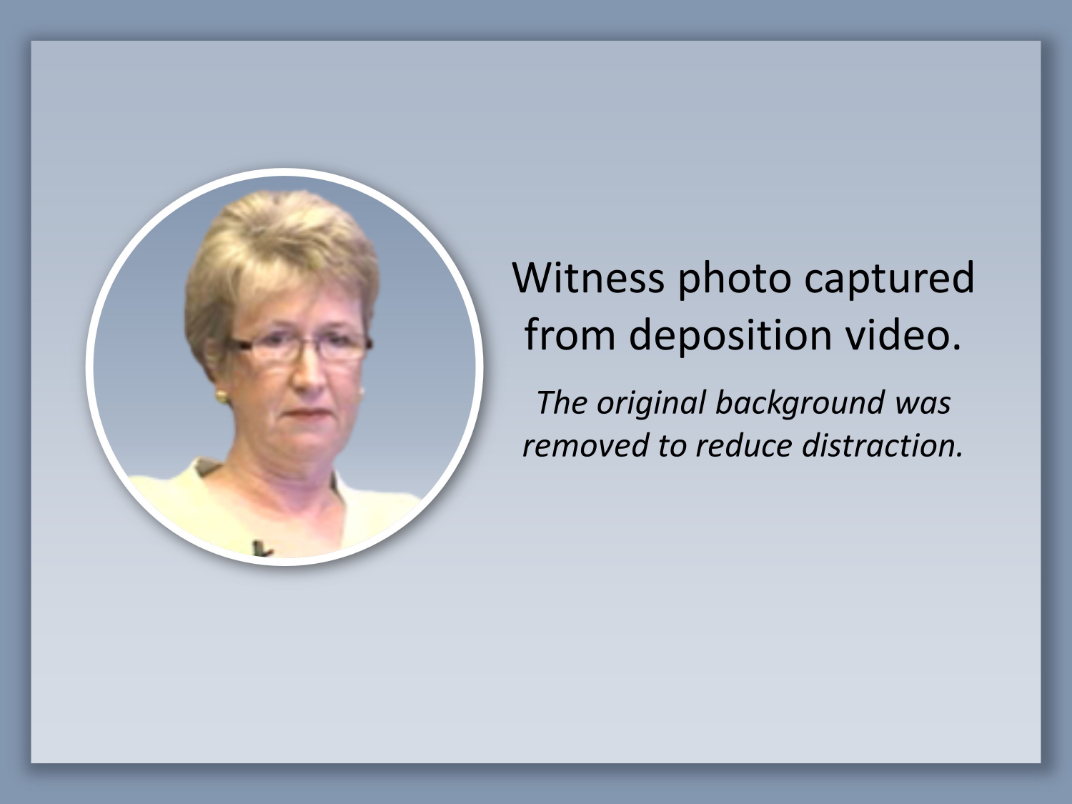 Witness photo captured
from deposition video.
The original background was
removed to reduce distraction.